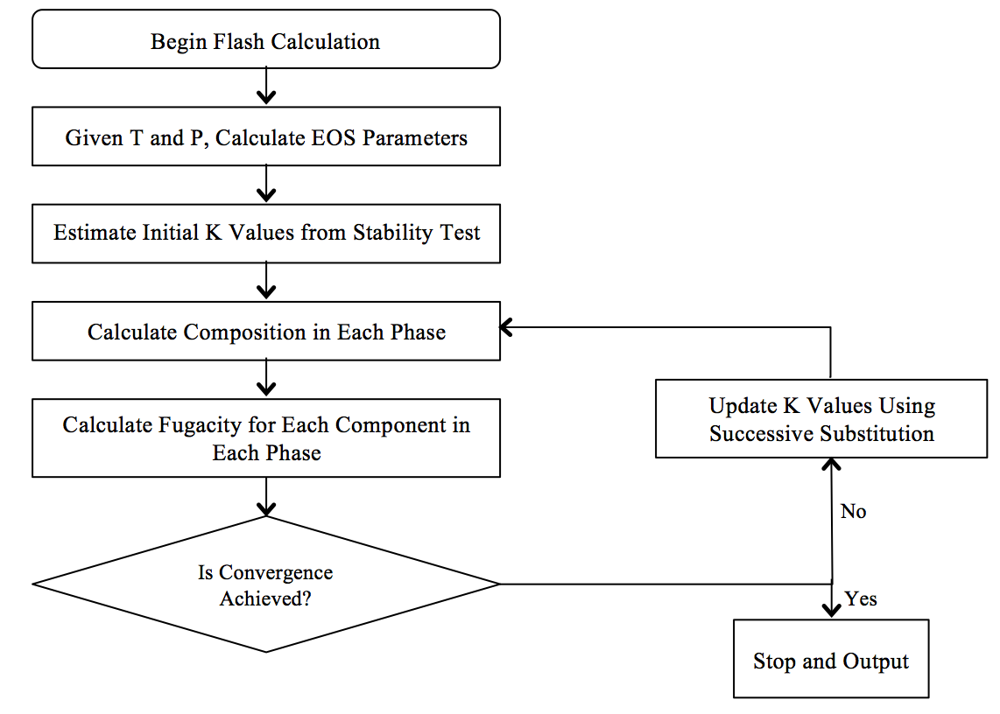 Begin Flash Calculation
Given T and P, Calculate EOS Parameters
Estimate Initial K Values from Stability Test
Calculate Composition in Each Phase
Calculate Fugacity for Each Component in
Each Phase
Update K Values Using
Successive Substitution
No
Is Convergence
Achieved?
Yes
Stop and Output